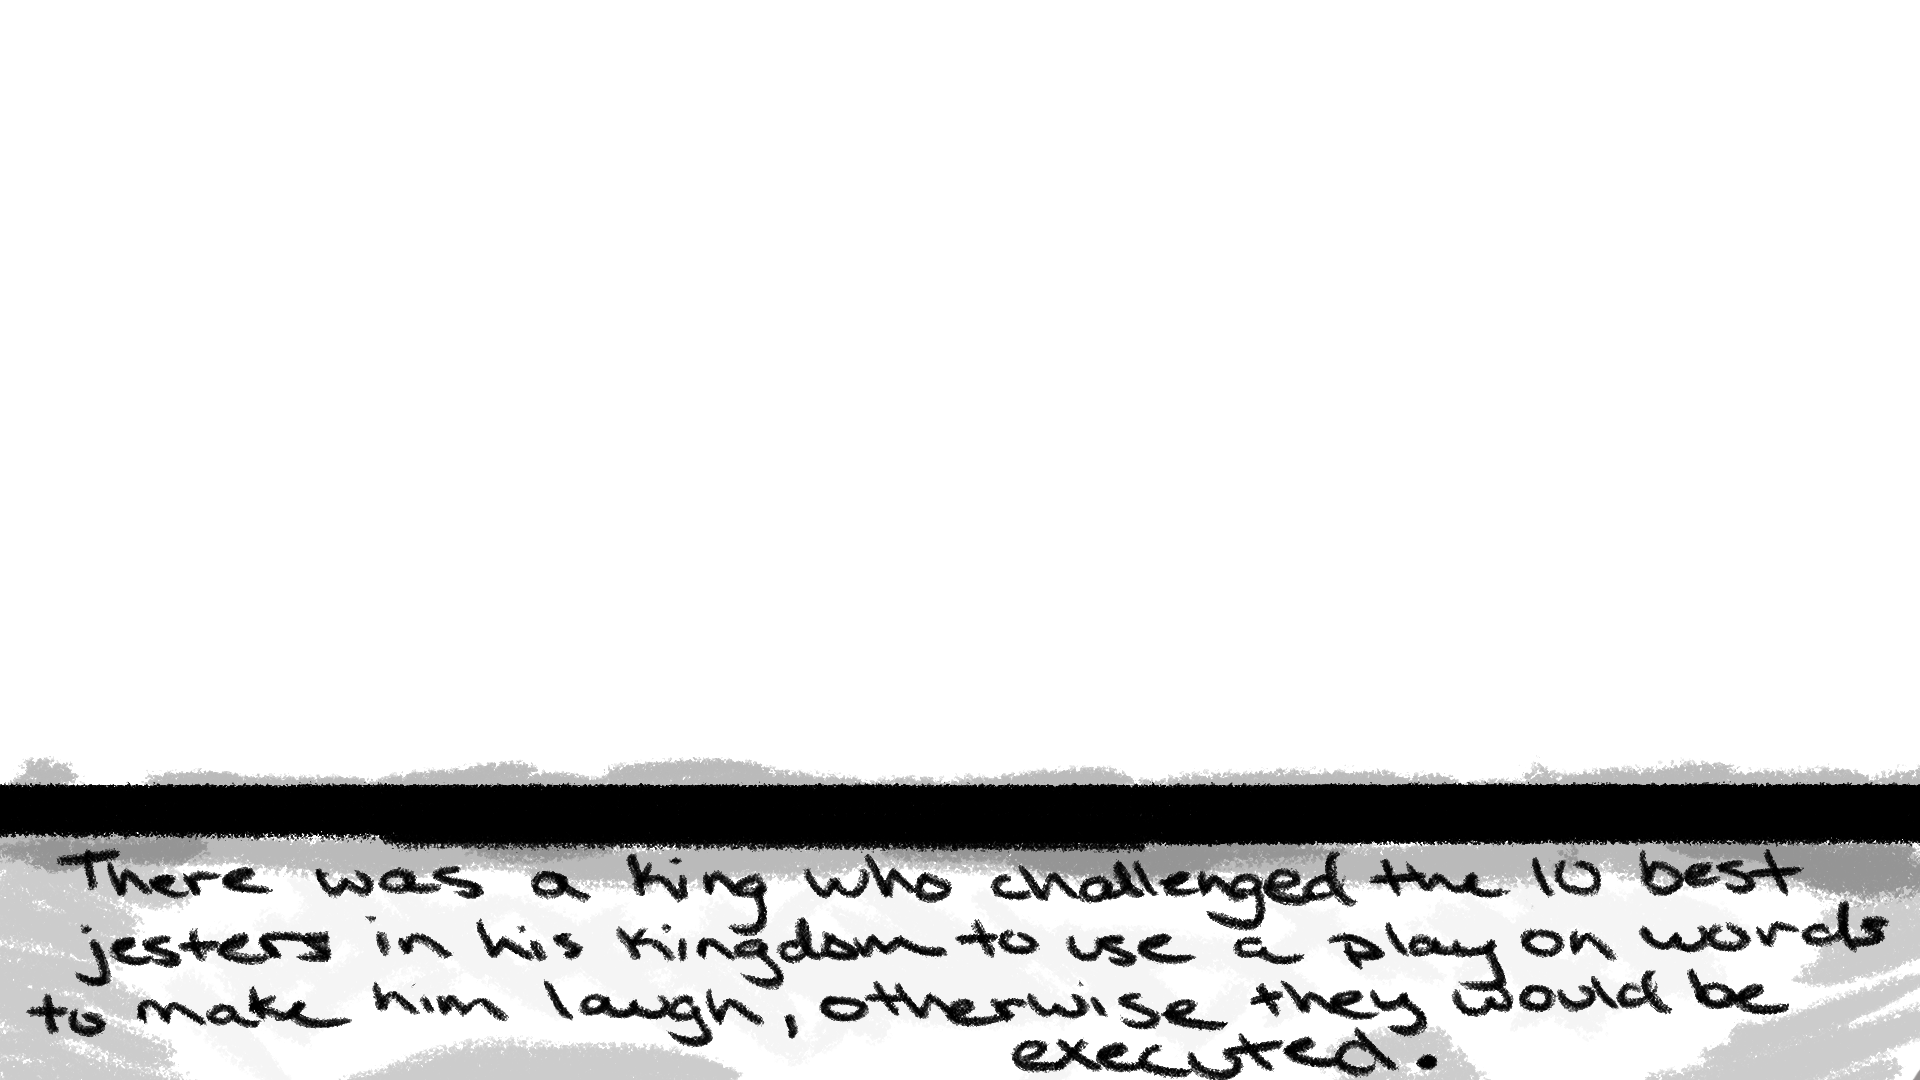 There was a king who challenged the 10 best
jesters in his kingdom to use a play on words
to make him laugh, otherwise they would be
executed.